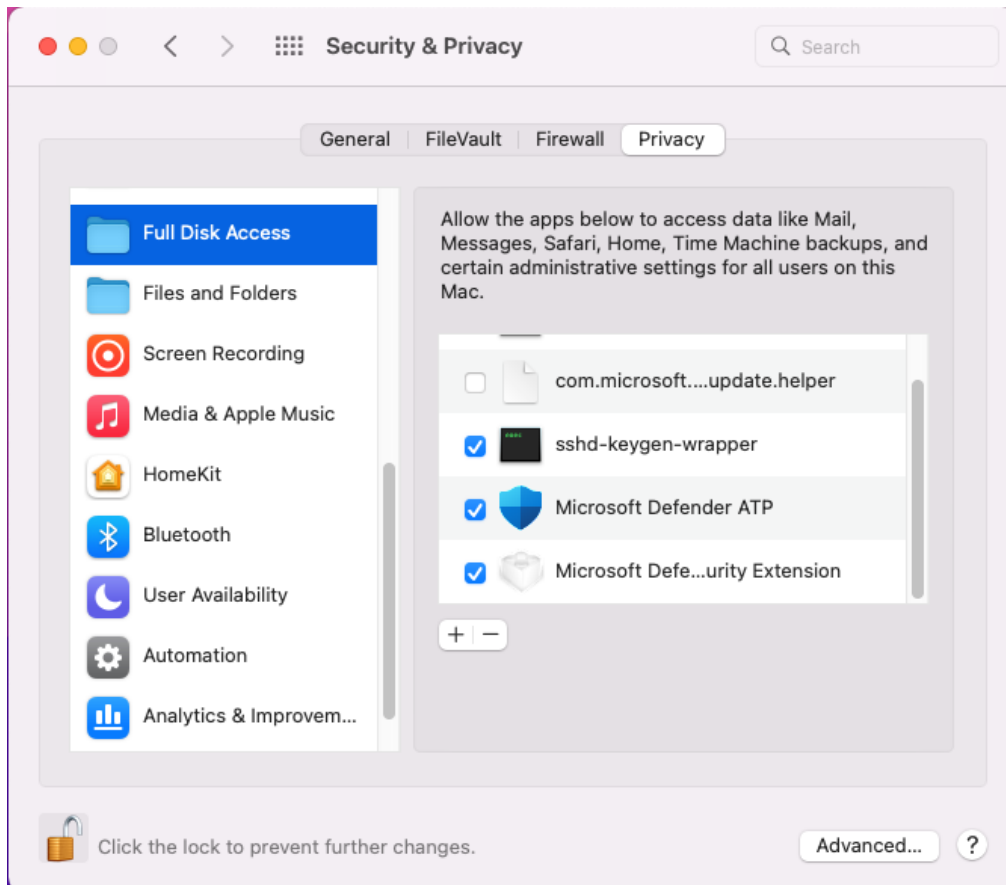 Security & Privacy
Search
General
FileVault
Firewall
Privacy
Full Disk Access
Files and Folders
Screen Recording
Media & Apple Music
HomeKit
Bluetooth
User Availability
Automation
Analytics & Improvem...
Allow the apps below to access data like Mail,
Messages, Safari, Home, Time Machine backups, and
certain administrative settings for all users on this
Mac.
com.microsoft....update.helper
sshd-keygen-wrapper
Microsoft Defender ATP
Microsoft Defe...urity Extension
+ −
Click the lock to prevent further changes.
Advanced...
?